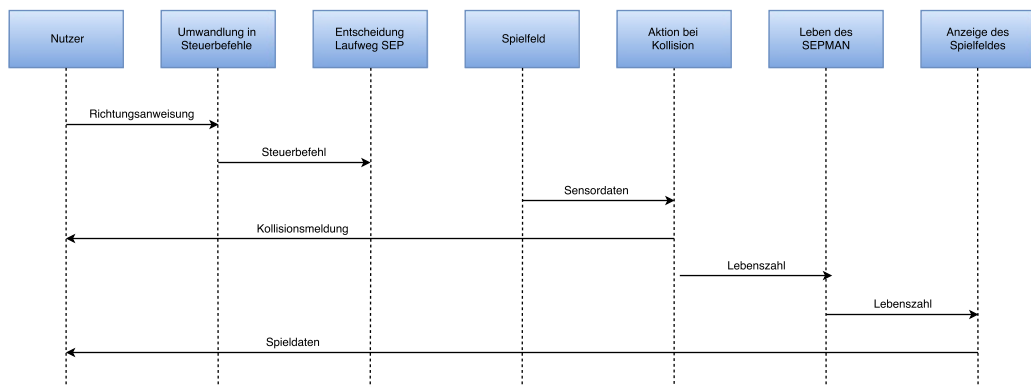 Nutzer
Umwandlung in
Steuerbefehle
Entscheidung
Laufweg SEP
Spielfeld
Aktion bei
Kollision
Leben des
SEPMAN
Anzeige des
Spielfeldes
Richtungsanweisung
Steuerbefehl
Sensordaten
Kollisionsmeldung
Lebenszahl
Lebenszahl
Spieldaten